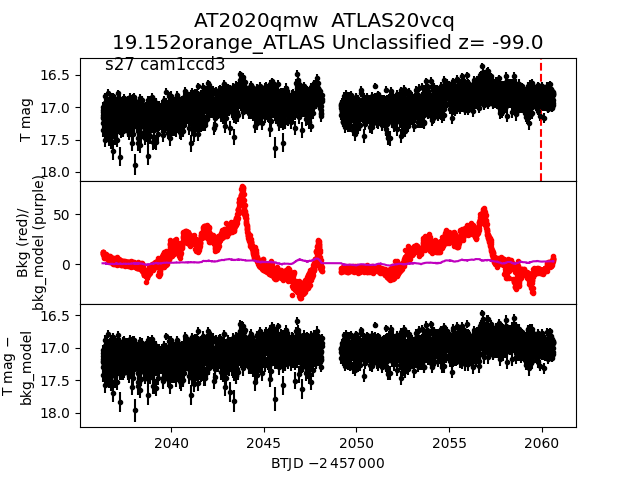 AT2020qmw  ATLAS20vcq
19.152orange_ATLAS Unclassified z= -99.0
s27 cam1ccd3
16.5
17.0
17.5
18.0
T mag
50
0
Bkg (red)/
bkg_model (purple)
16.5
17.0
17.5
18.0
T mag −
bkg_model
2040 2045 2050 2055 2060
BTJD −2 457 000